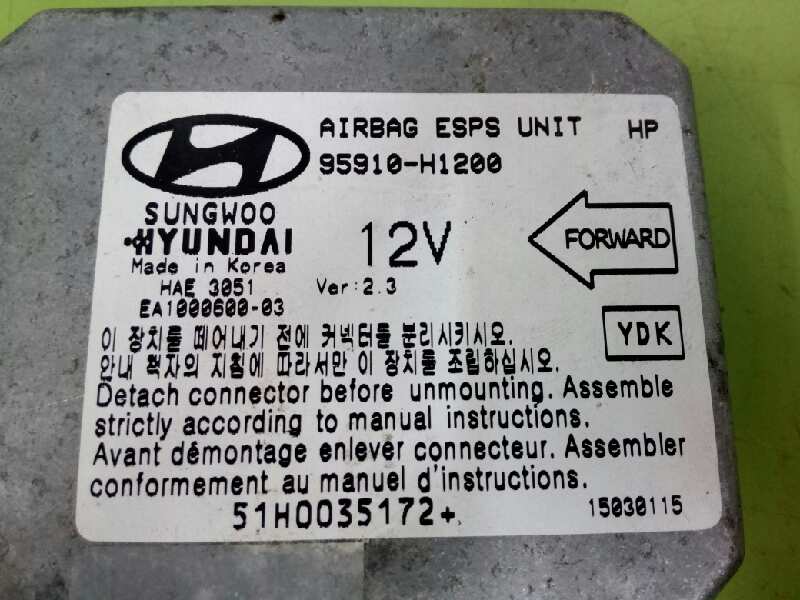 AIRBAG ESPS UNIT HP
95910-H1200
SUNGWOO
HYUNDAI
Made in Korea
HAE 3051
EA1000600-03
12V
Ver:2.3
FORWARD
YDK
이 장치를 떼어내기 전에 커넥터를 분리시키시오.
안내 책자의 지침에 따라서만 이 장치를 조립하십시오.
Detach connector before unmounting. Assemble
strictly according to manual instructions.
Avant démontage enlever connecteur. Assembler
conformement au manuel d'instructions.
51H0035172+
15030115